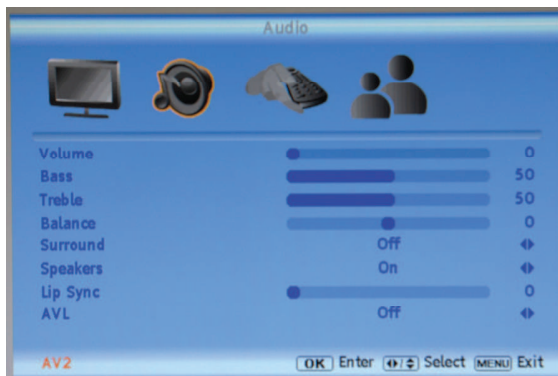 Audio
Volume 0
Bass 50
Treble 50
Balance 0
Surround Off
Speakers On
Lip Sync 0
AVL Off
AV2 OK Enter Select MENU Exit